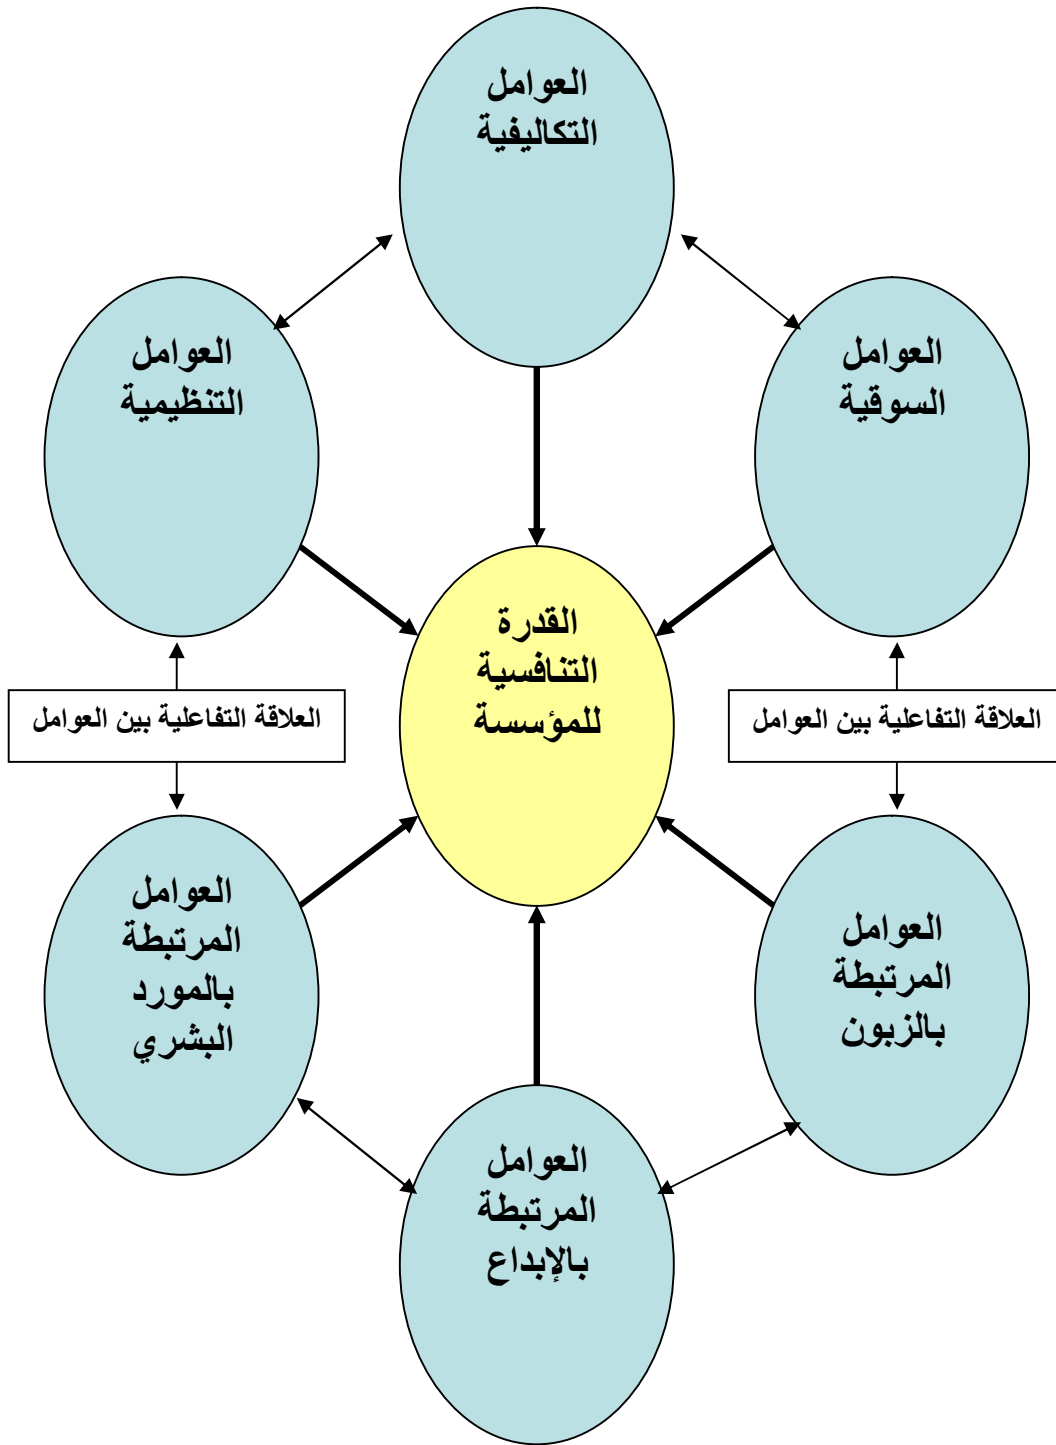 العوامل
التكاليفية
العوامل
السوقية
العوامل
التنظيمية
القدرة
التنافسية
للمؤسسة
العلاقة التفاعلية بين العوامل
العلاقة التفاعلية بين العوامل
العوامل
المرتبطة
بالزبون
العوامل
المرتبطة
بالمورد
البشري
العوامل
المرتبطة
بالإبداع